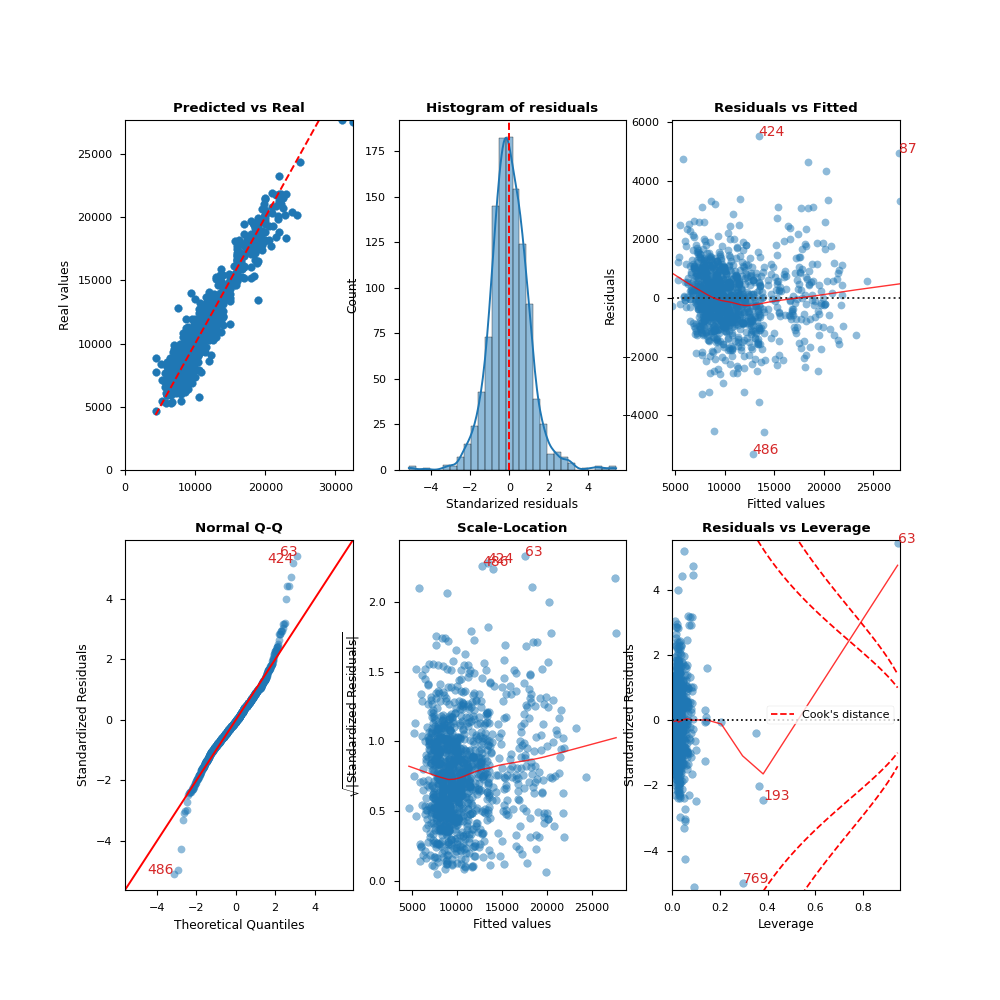 Predicted vs Real
Histogram of residuals
Residuals vs Fitted
Real values
25000
20000
15000
10000
5000
0
0 10000 20000 30000
Count
175
150
125
100
75
50
25
0
−4 −2 0 2 4
Standarized residuals
Residuals
6000
4000
2000
0
−2000
−4000
424
87
486
5000 10000 15000 20000 25000
Fitted values
Normal Q-Q
Scale-Location
Residuals vs Leverage
Standardized Residuals
4
2
0
−2
−4
63
424
486
−4 −2 0 2 4
Theoretical Quantiles
√|Standardized Residuals|
2.0
1.5
1.0
0.5
0.0
63
424
486
5000 10000 15000 20000 25000
Fitted values
Standardized Residuals
4
2
0
−2
−4
63
Cook's distance
193
769
0.0 0.2 0.4 0.6 0.8
Leverage